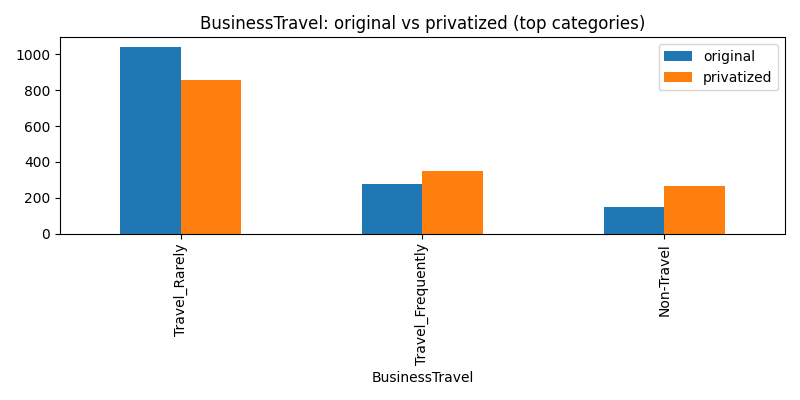 BusinessTravel: original vs privatized (top categories)
original
privatized
1000
800
600
400
200
0
Travel_Rarely
Travel_Frequently
Non-Travel
BusinessTravel